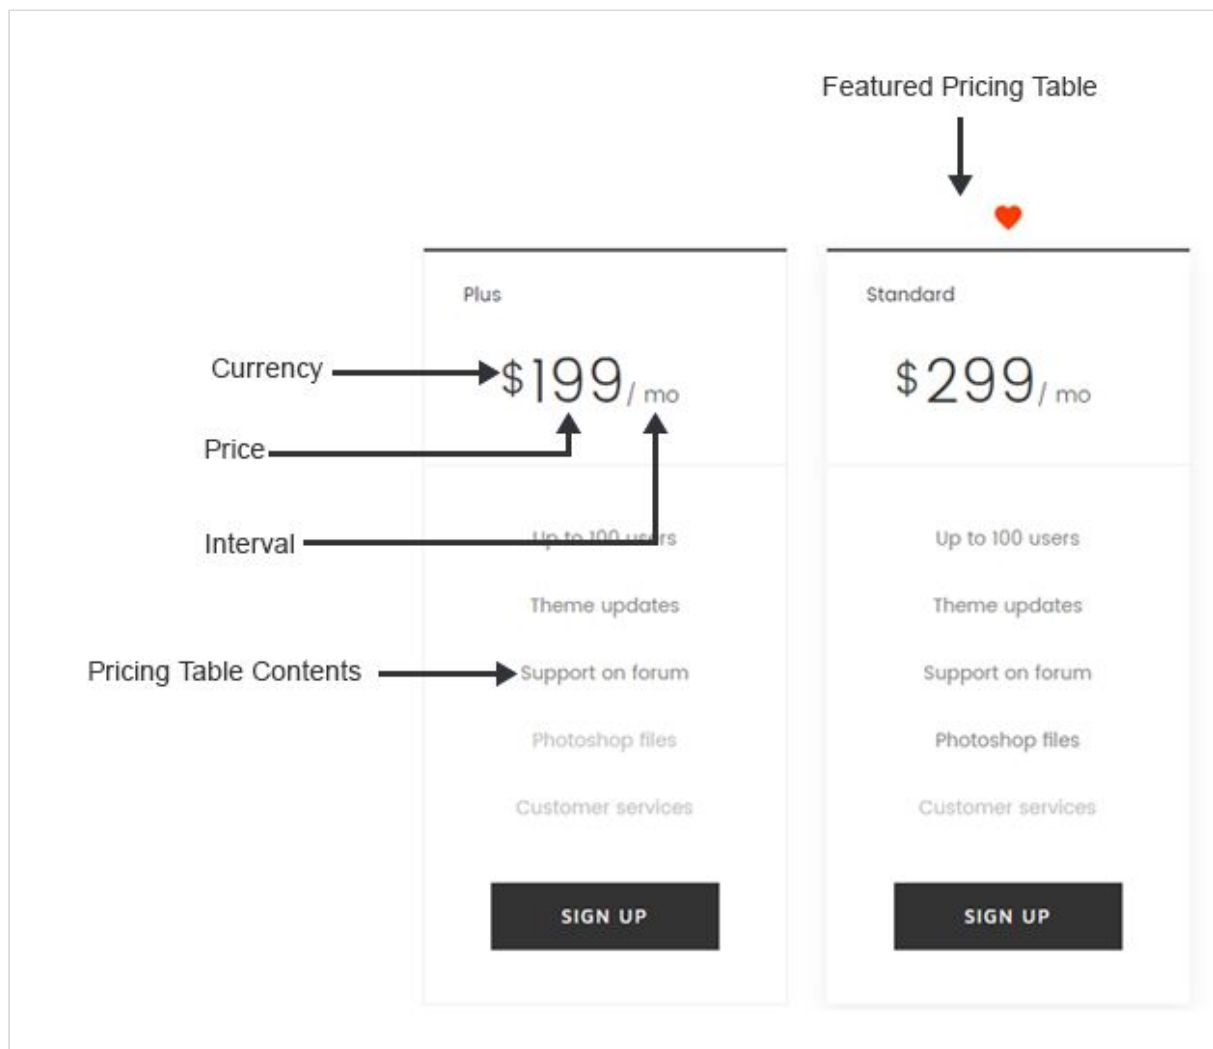 Featured Pricing Table
Plus
Standard
Currency
$199/ mo
$299/ mo
Price
Interval
Up to 100 users
Up to 100 users
Theme updates
Theme updates
Pricing Table Contents
Support on forum
Support on forum
Photoshop files
Photoshop files
Customer services
Customer services
SIGN UP
SIGN UP